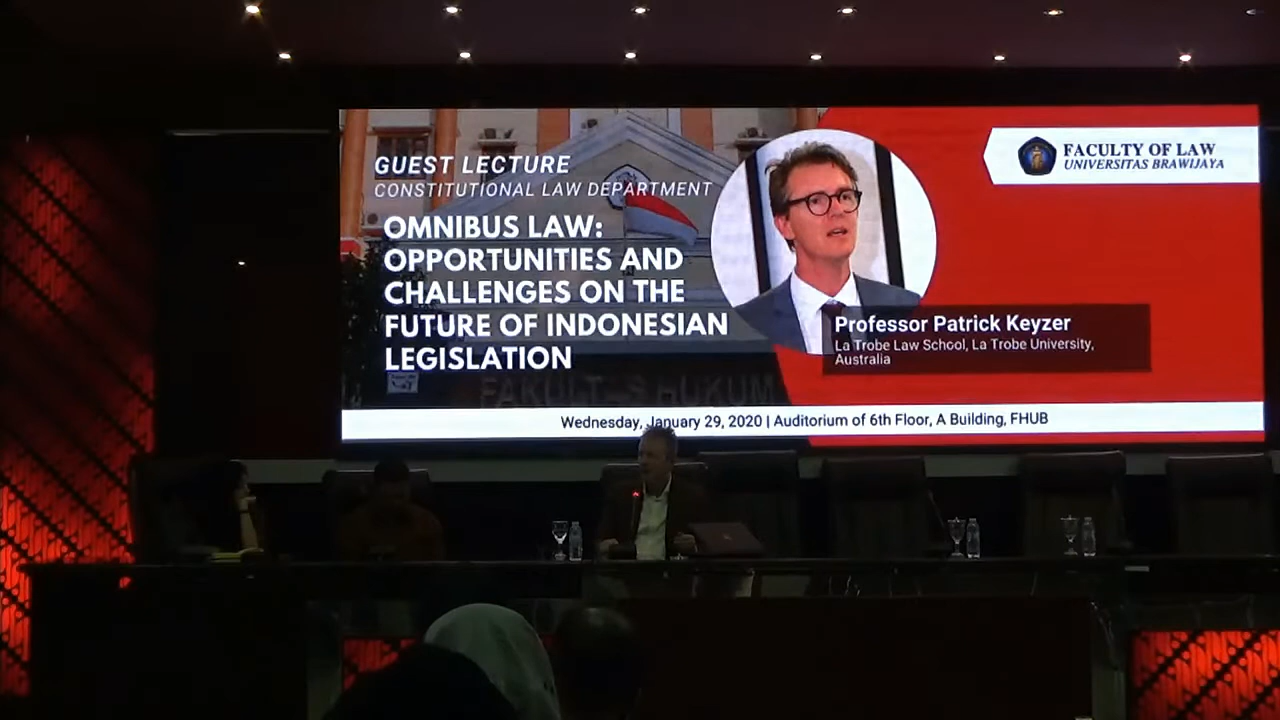 GUEST LECTURE
CONSTITUTIONAL LAW DEPARTMENT
OMNIBUS LAW:
OPPORTUNITIES AND
CHALLENGES ON THE
FUTURE OF INDONESIAN
LEGISLATION
FACULTY OF LAW
UNIVERSITAS BRAWIJAYA
Professor Patrick Keyzer
La Trobe Law School, La Trobe University,
Australia
HUKUM
Wednesday, January 29, 2020 | Auditorium of 6th Floor, A Building, FHUB